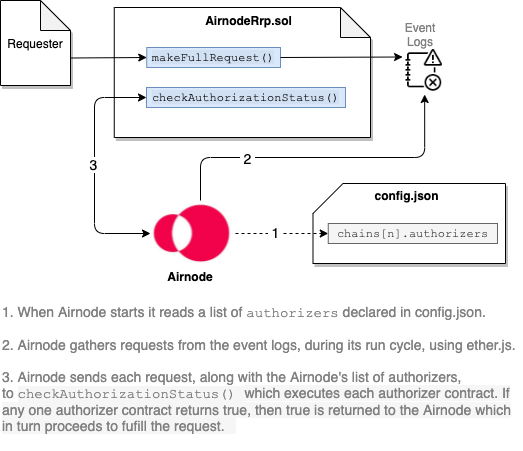 Requester
AirnodeRrp.sol
Event
Logs
makeFullRequest()
checkAuthorizationStatus()
3
2
config.json
1
chains[n].authorizers
Airnode
1. When Airnode starts it reads a list of authorizers declared in config.json.
2. Airnode gathers requests from the event logs, during its run cycle, using ether.js.
3. Airnode sends each request, along with the Airnode's list of authorizers,
to checkAuthorizationStatus() which executes each authorizer contract. If
any one authorizer contract returns true, then true is returned to the Airnode which
in turn proceeds to fufill the request.